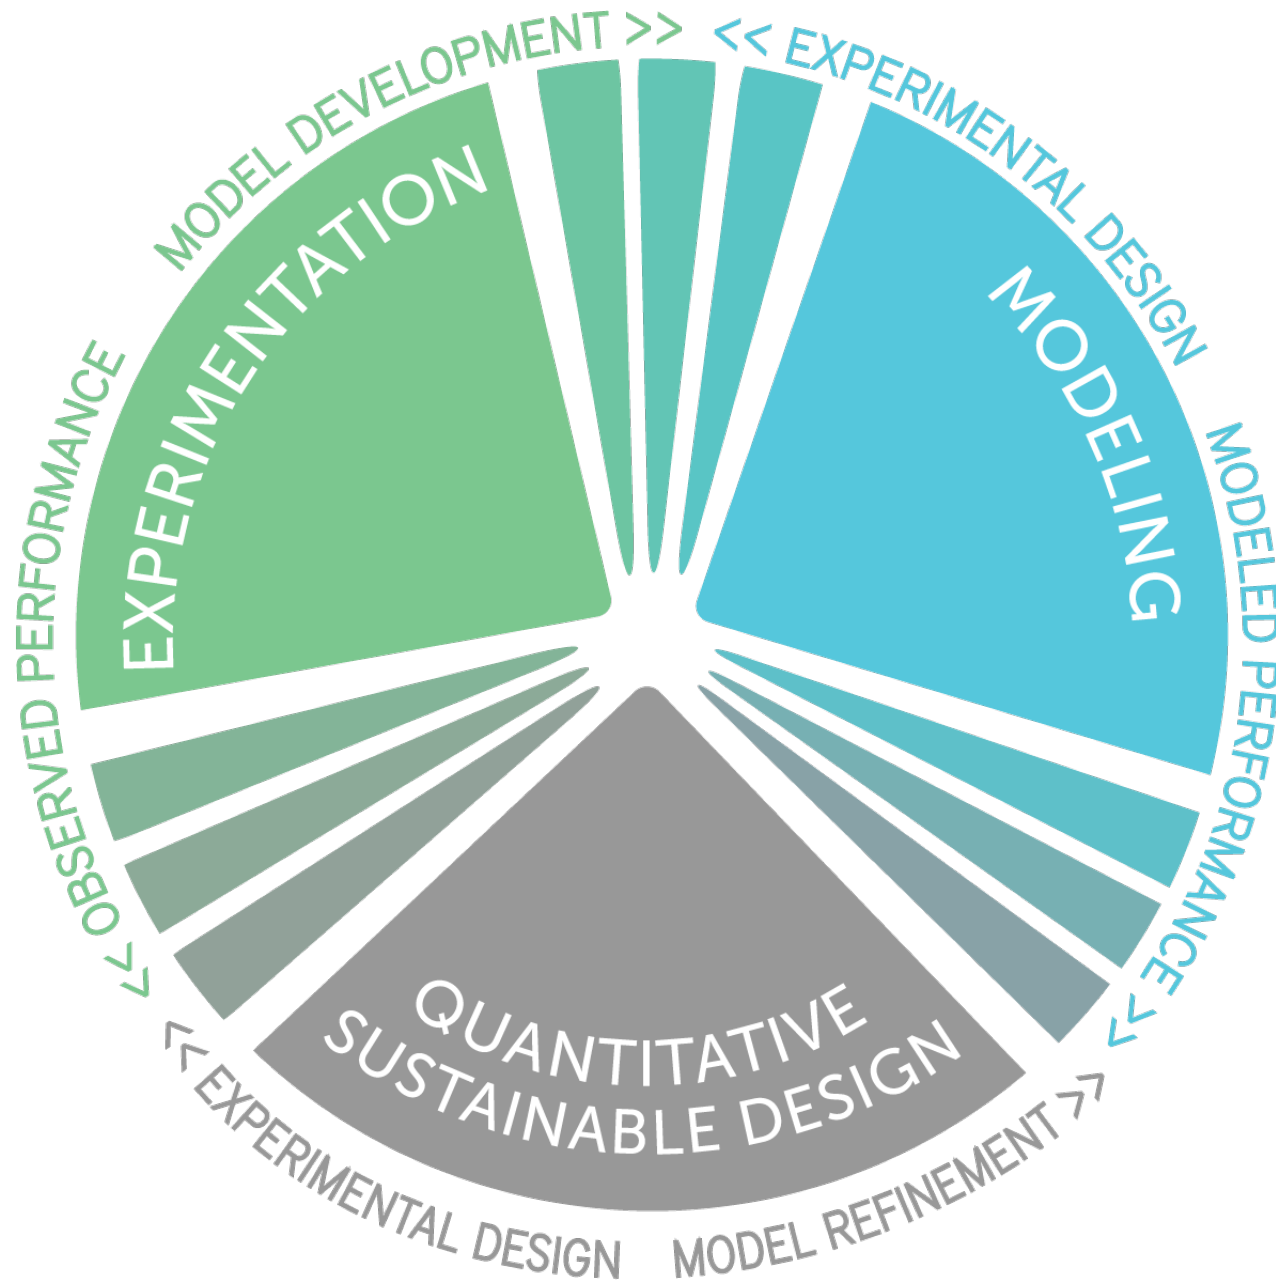 MODEL DEVELOPMENT >>
<< EXPERIMENTAL DESIGN
EXPERIMENTATION
MODELING
MODELED PERFORMANCE >>
<< OBSERVED PERFORMANCE
QUANTITATIVE
SUSTAINABLE DESIGN
<< EXPERIMENTAL DESIGN
MODEL REFINEMENT >>